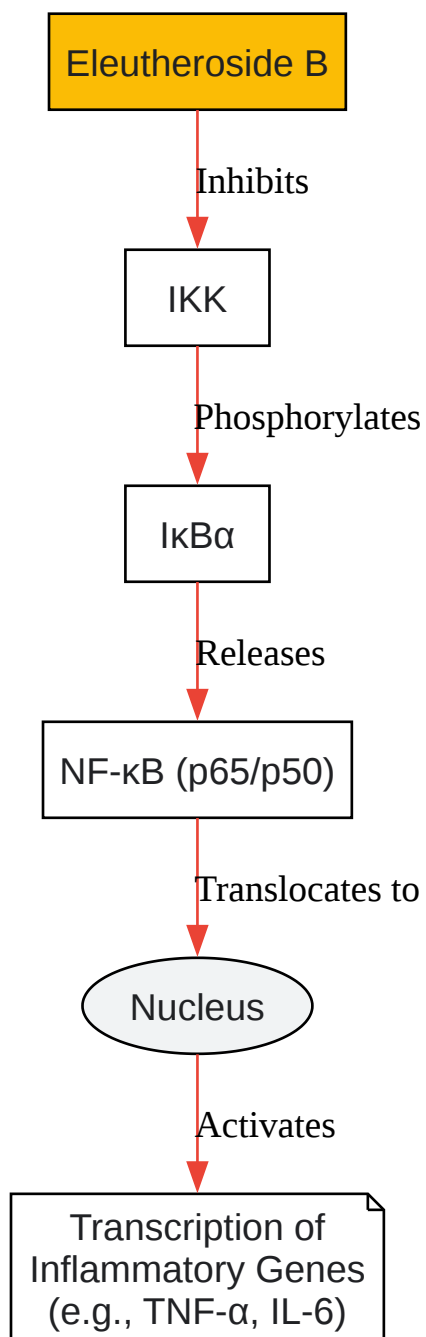 Eleutheroside B
Inhibits
IKK
Phosphorylates
IκBα
Releases
NF-κB (p65/p50)
Translocates to
Nucleus
Activates
Transcription of
Inflammatory Genes
(e.g., TNF-α, IL-6)